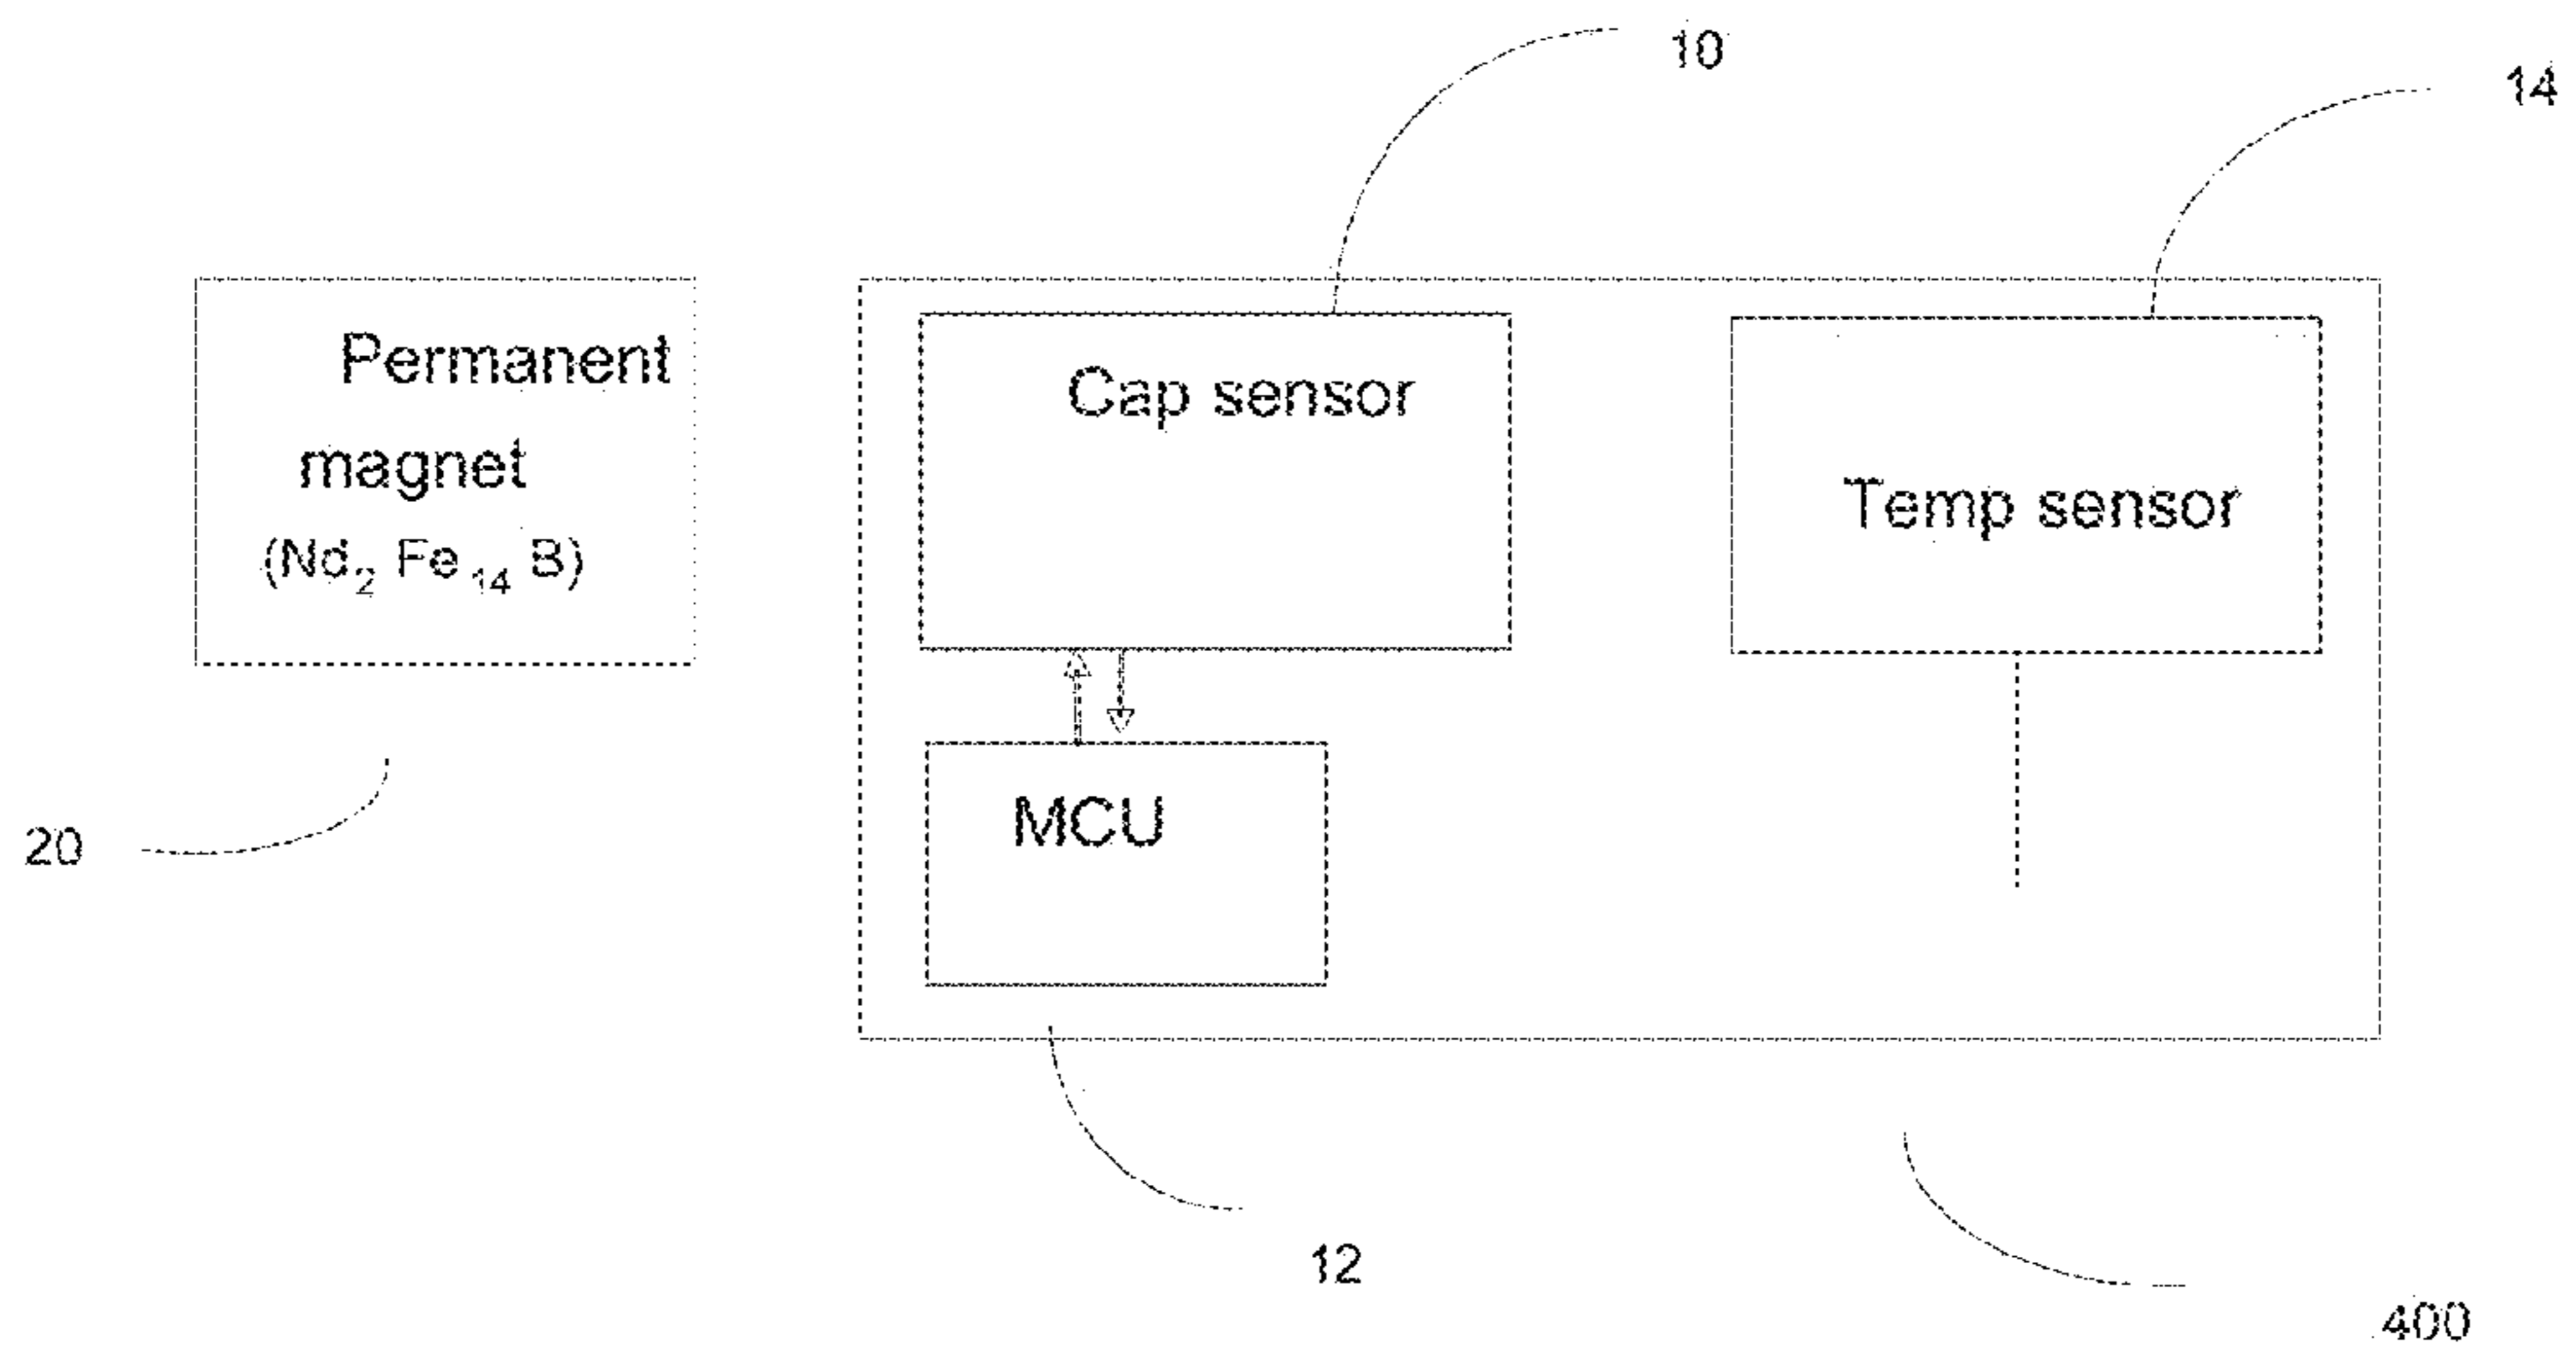 10
14
Permanent
magnet
(Nd₂ Fe₁₄ B)
Cap sensor
Temp sensor
MCU
20
12
400